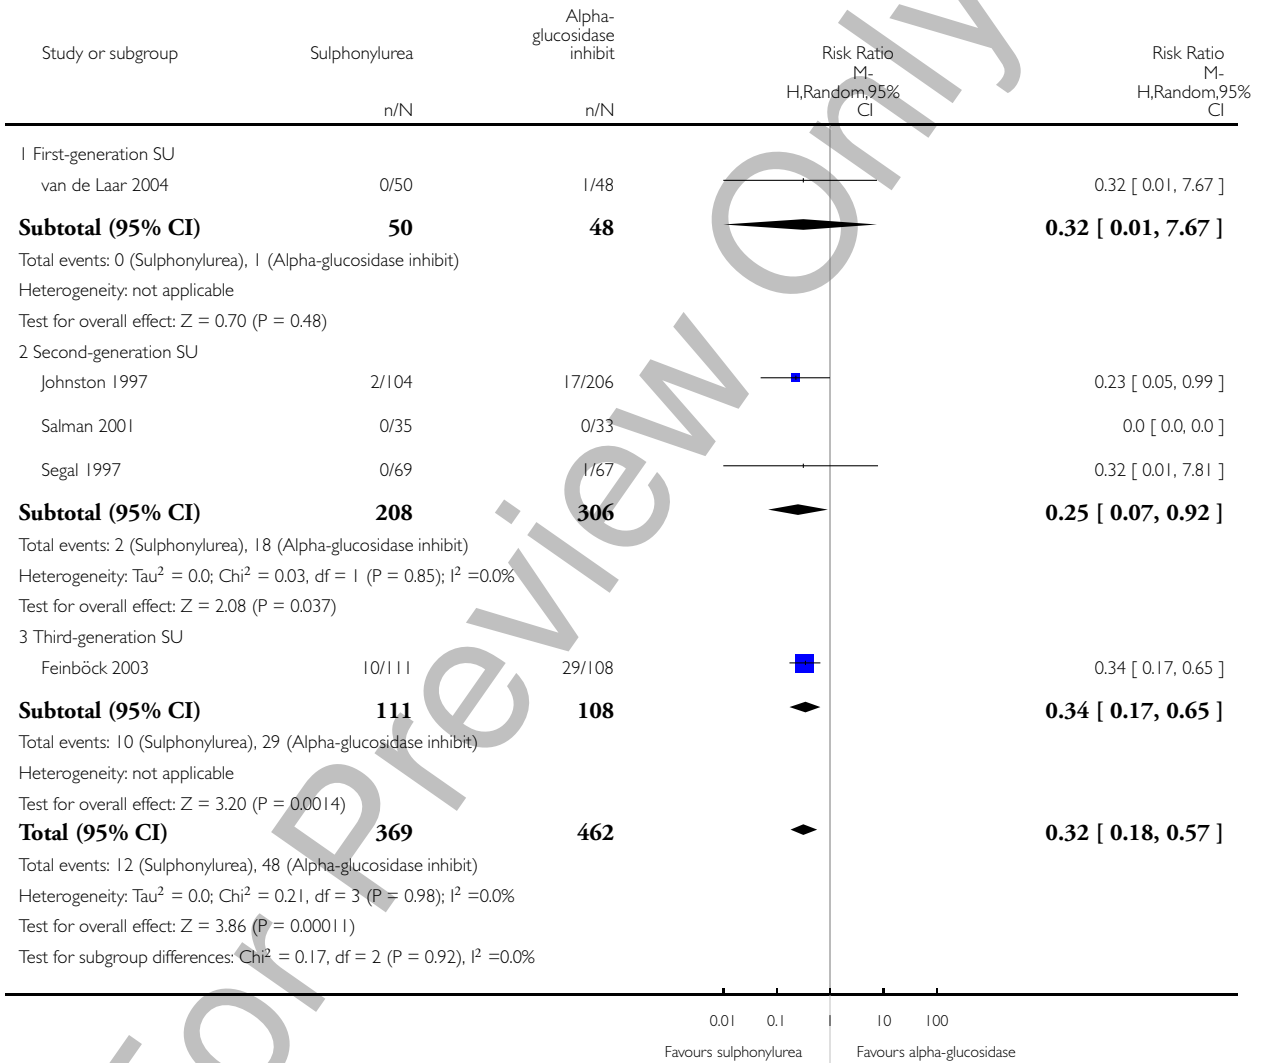 Alpha-
glucosidase
Study or subgroup Sulphonylurea inhibit Risk Ratio Risk Ratio
M- M-
H,Random,95% H,Random,95%
n/N n/N CI CI
1 First-generation SU
van de Laar 2004 0/50 1/48 0.32 [ 0.01, 7.67 ]
Subtotal (95% CI) 50 48 0.32 [ 0.01, 7.67 ]
Total events: 0 (Sulphonylurea), 1 (Alpha-glucosidase inhibit)
Heterogeneity: not applicable
Test for overall effect: Z = 0.70 (P = 0.48)
2 Second-generation SU
Johnston 1997 2/104 17/206 0.23 [ 0.05, 0.99 ]
Salman 2001 0/35 0/33 0.0 [ 0.0, 0.0 ]
Segal 1997 0/69 1/67 0.32 [ 0.01, 7.81 ]
Subtotal (95% CI) 208 306 0.25 [ 0.07, 0.92 ]
Total events: 2 (Sulphonylurea), 18 (Alpha-glucosidase inhibit)
Heterogeneity: Tau² = 0.0; Chi² = 0.03, df = 1 (P = 0.85); I² =0.0%
Test for overall effect: Z = 2.08 (P = 0.037)
3 Third-generation SU
Feinböck 2003 10/111 29/108 0.34 [ 0.17, 0.65 ]
Subtotal (95% CI) 111 108 0.34 [ 0.17, 0.65 ]
Total events: 10 (Sulphonylurea), 29 (Alpha-glucosidase inhibit)
Heterogeneity: not applicable
Test for overall effect: Z = 3.20 (P = 0.0014)
Total (95% CI) 369 462 0.32 [ 0.18, 0.57 ]
Total events: 12 (Sulphonylurea), 48 (Alpha-glucosidase inhibit)
Heterogeneity: Tau² = 0.0; Chi² = 0.21, df = 3 (P = 0.98); I² =0.0%
Test for overall effect: Z = 3.86 (P = 0.00011)
Test for subgroup differences: Chi² = 0.17, df = 2 (P = 0.92), I² =0.0%
0.01 0.1 1 10 100
Favours sulphonylurea Favours alpha-glucosidase
For Preview Only